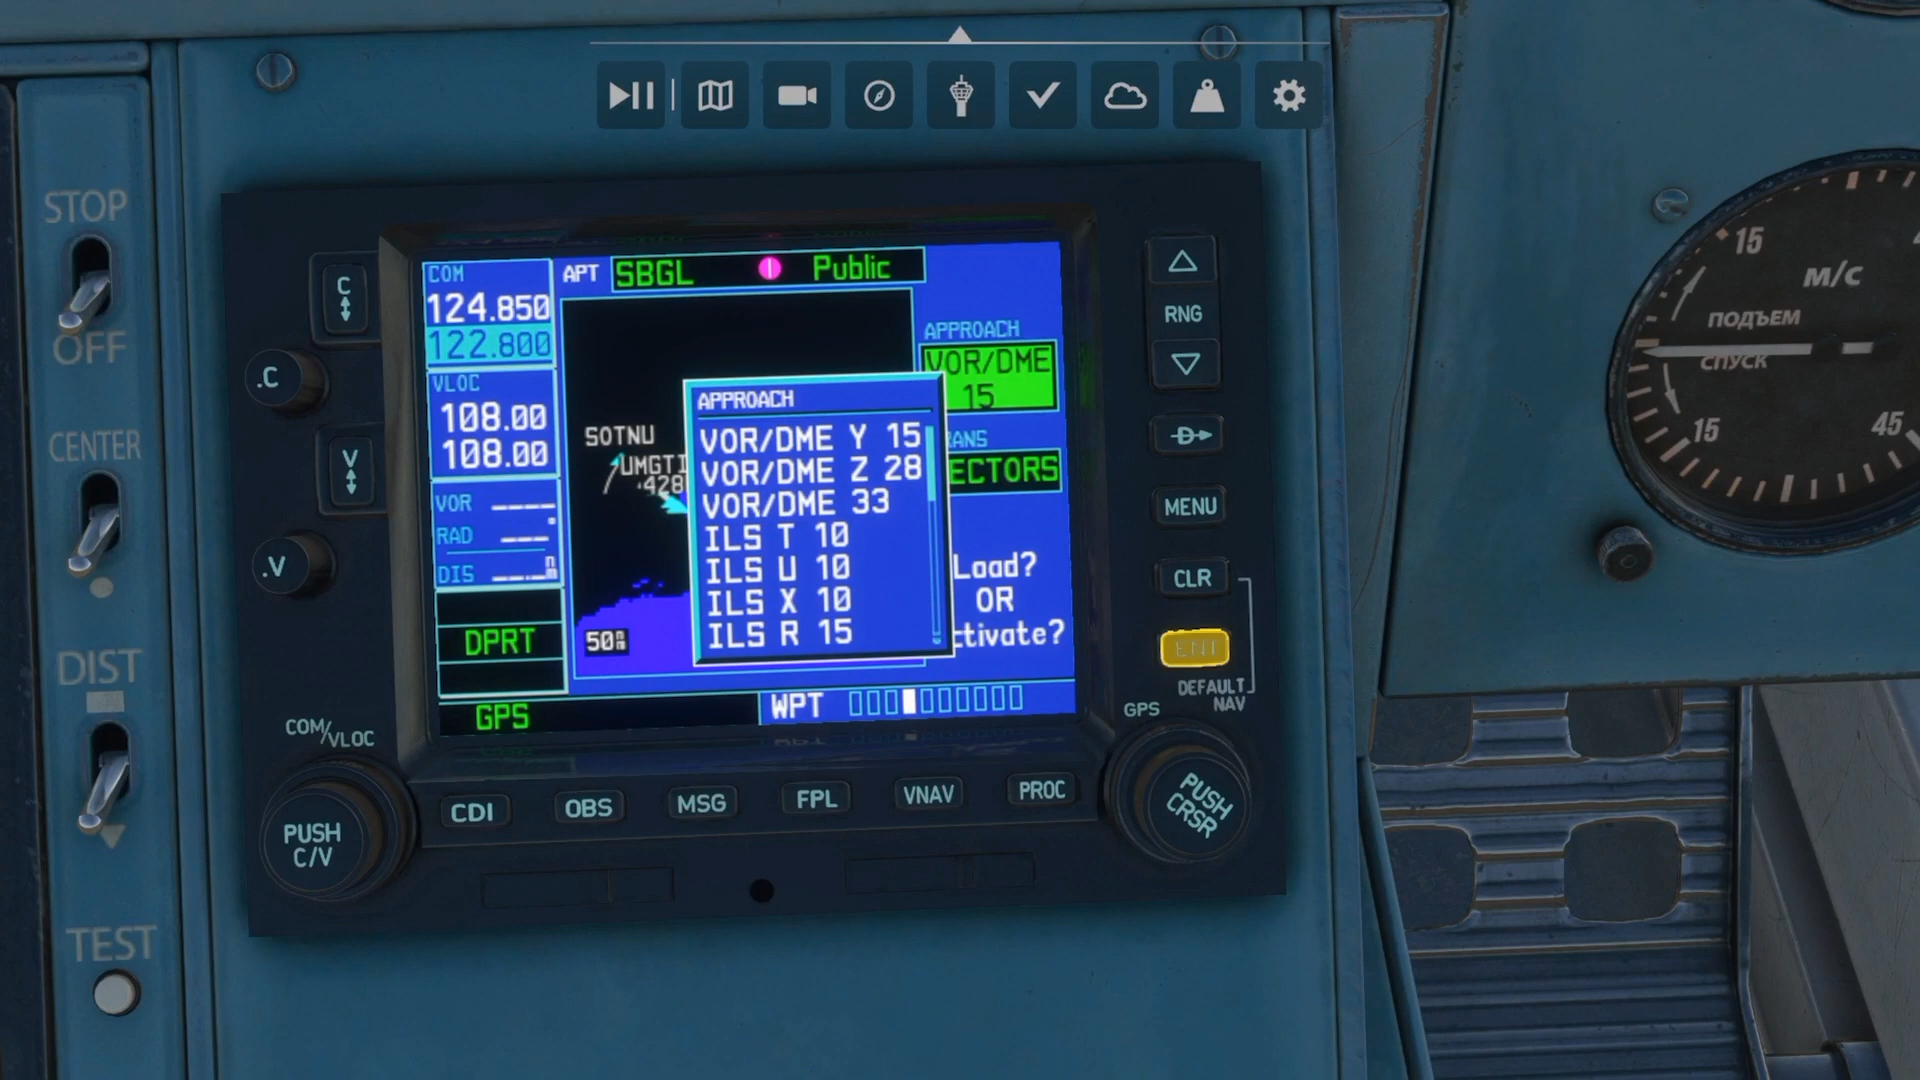 STOP
OFF
CENTER
DIST
TEST
C
.C
V
.V
COM/VLOC
PUSH
C/V
COM
124.850
122.800
VLOC
108.00
108.00
VOR
RAD
DIS
DPRT
GPS
APT SBGL Public
SOTNU
UMGTI
428
50
APPROACH
VOR/DME
15
APPROACH
VOR/DME Y 15
VOR/DME Z 28
VOR/DME 33
ILS T 10
ILS U 10
ILS X 10
ILS R 15
ANS
ECTORS
Load?
OR
ctivate?
WPT
RNG
D
MENU
CLR
ENT
DEFAULT
NAV
GPS
PUSH
CRSR
CDI
OBS
MSG
FPL
VNAV
PROC
15
М/С
ПОДЪЕМ
СПУСК
15
45